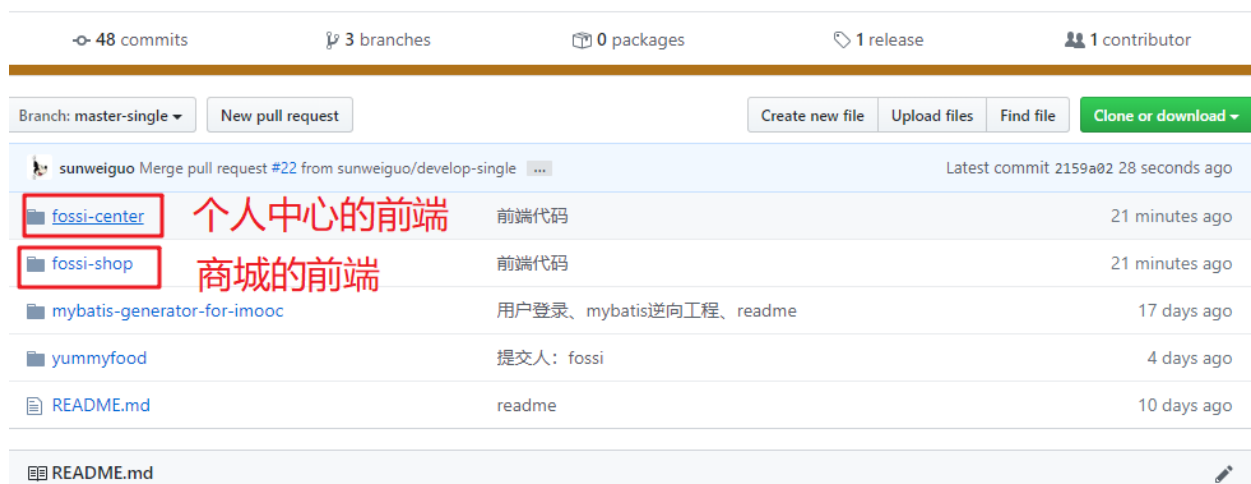 48 commits 3 branches 0 packages 1 release 1 contributor
Branch: master-single New pull request Create new file Upload files Find file Clone or download
sunweiguo Merge pull request #22 from sunweiguo/develop-single ... Latest commit 2159a02 28 seconds ago
fossi-center 个人中心的前端 前端代码 21 minutes ago
fossi-shop 商城的前端 前端代码 21 minutes ago
mybatis-generator-for-imooc 用户登录、mybatis逆向工程、readme 17 days ago
yummyfood 提交人：fossi 4 days ago
README.md readme 10 days ago
README.md